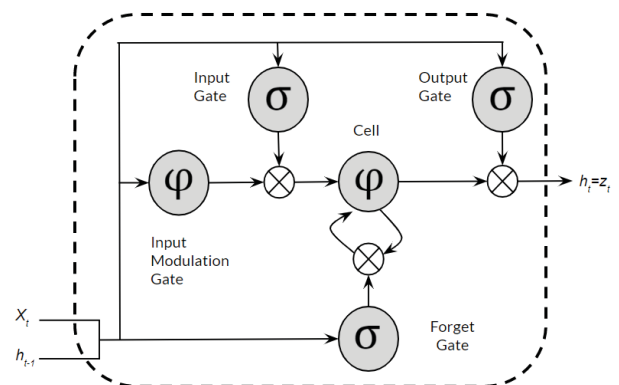 Input
Gate
σ
Output
Gate
σ
Cell
φ
φ
h_t=z_t
Input
Modulation
Gate
X_t
h_t-1
σ
Forget
Gate